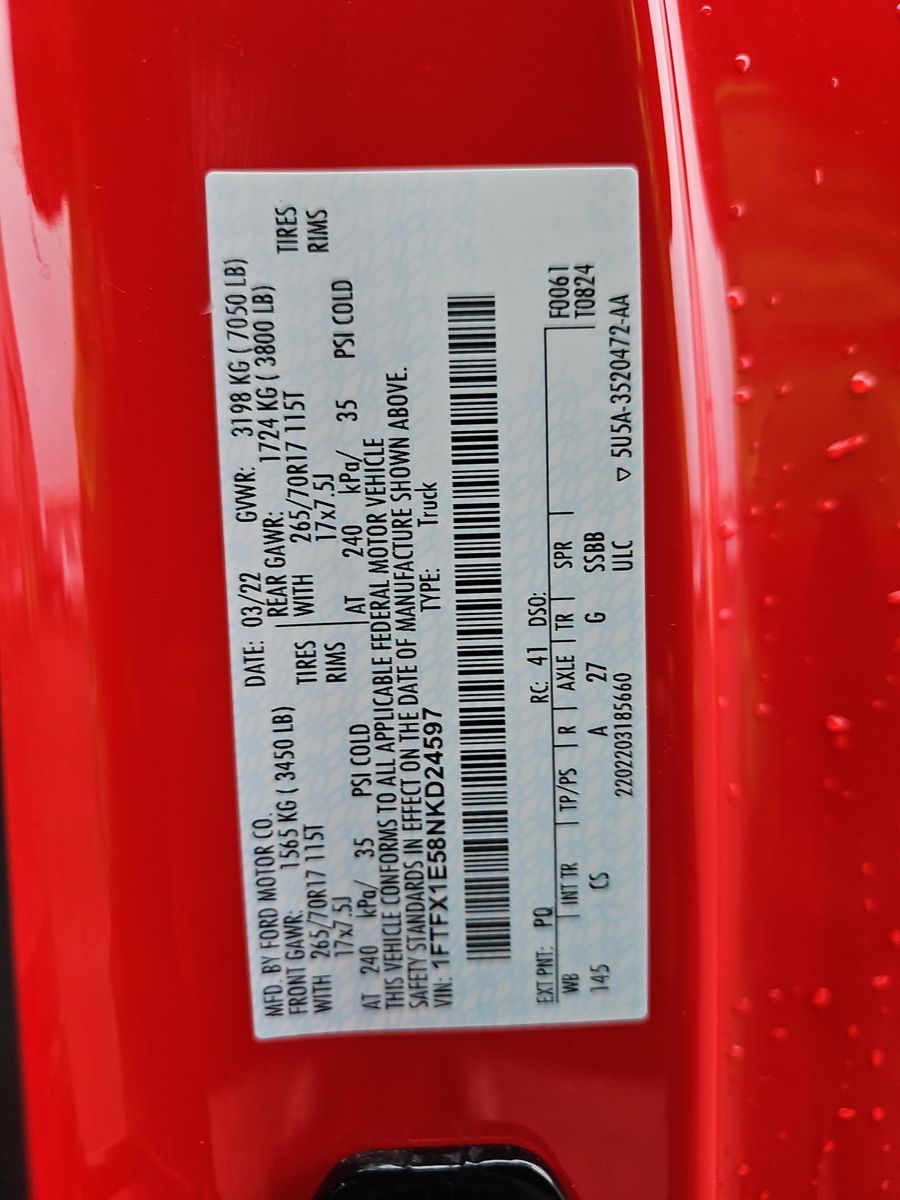 MFD. BY FORD MOTOR CO. DATE: 03/22 GVWR: 3198 KG ( 7050 LB)
FRONT GAWR: 1565 KG ( 3450 LB) REAR GAWR: 1724 KG ( 3800 LB)
WITH 265/70R17 115T TIRES WITH 265/70R17 115T TIRES
17x7.5J RIMS 17x7.5J RIMS
AT 240 kPa/ 35 PSI COLD AT 240 kPa/ 35 PSI COLD
THIS VEHICLE CONFORMS TO ALL APPLICABLE FEDERAL MOTOR VEHICLE
SAFETY STANDARDS IN EFFECT ON THE DATE OF MANUFACTURE SHOWN ABOVE.
VIN: 1FTFX1E58NKD24597 TYPE: Truck
EXT PNT: PQ RC: 41 DSO: F0061
WB INT TR TP/PS R AXLE TR SPR T0824
145 CS A 27 G SSBB
2202203185660 ULC ▽ 5U5A-3520472-AA